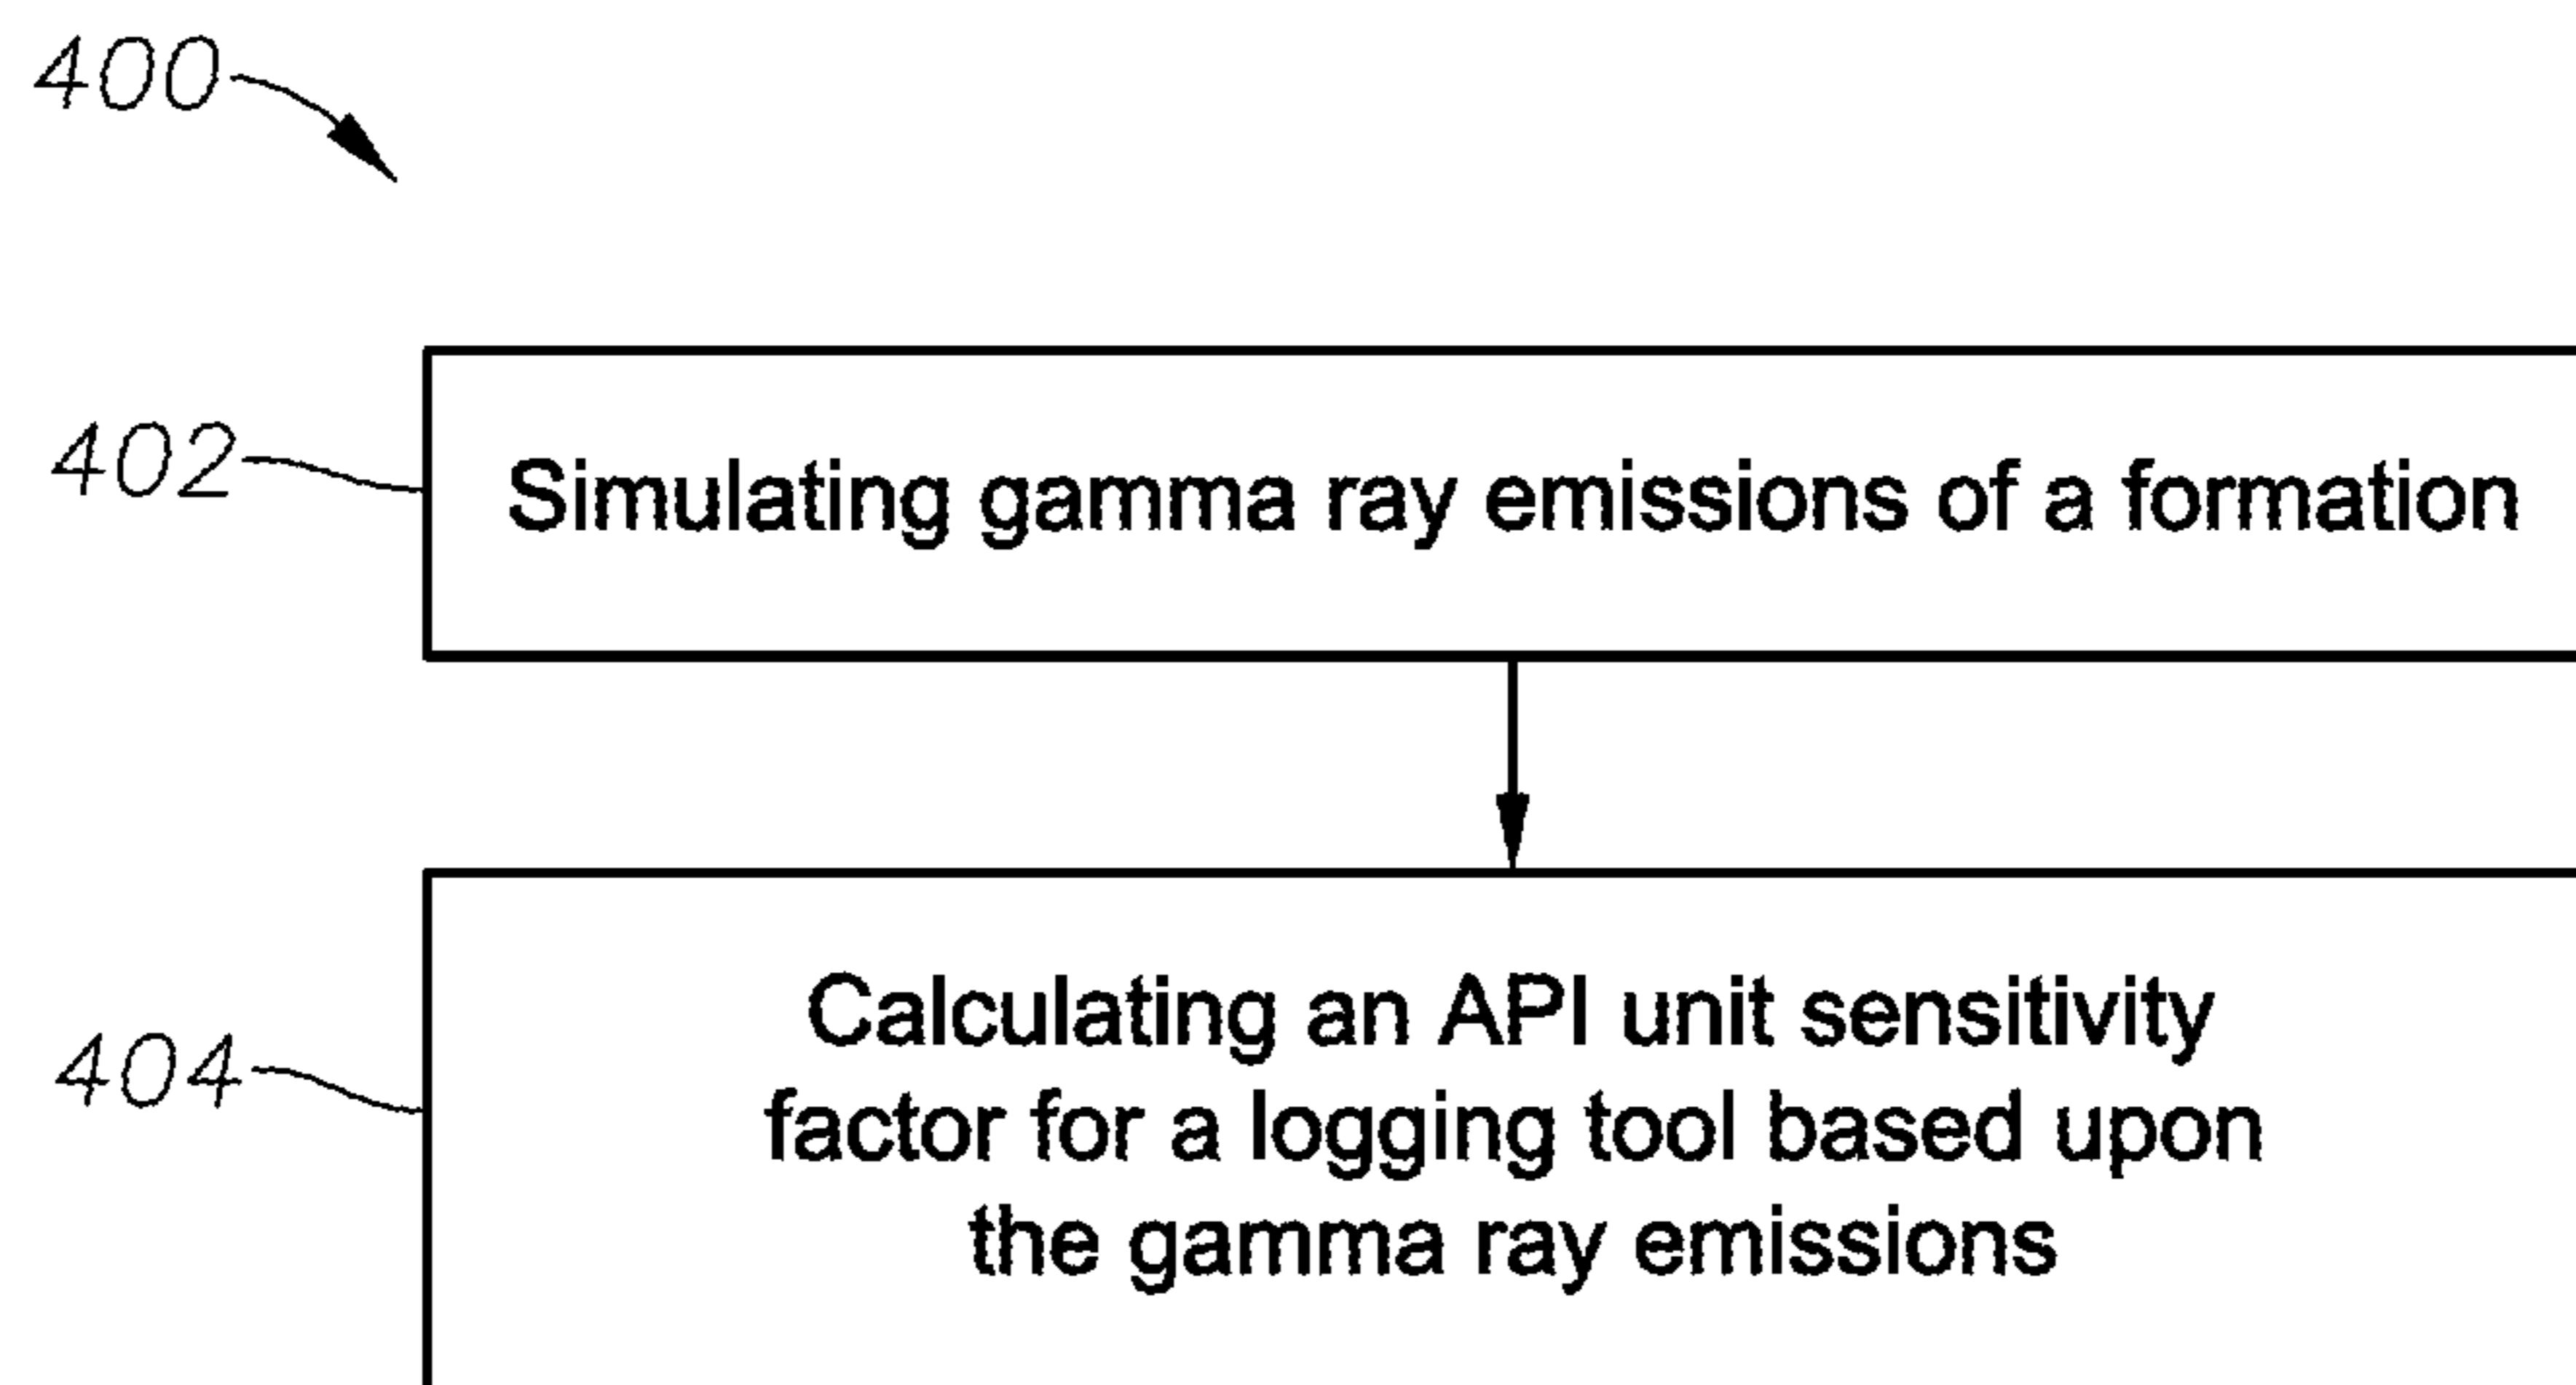 400
402
Simulating gamma ray emissions of a formation
404
Calculating an API unit sensitivity
factor for a logging tool based upon
the gamma ray emissions